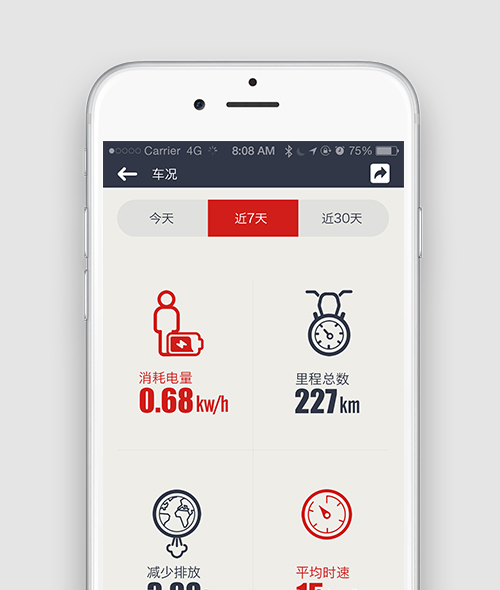 Carrier 4G 8:08 AM 75%
车况
今天 近7天 近30天
消耗电量 里程总数
0.68 kw/h 227 km
减少排放 平均时速